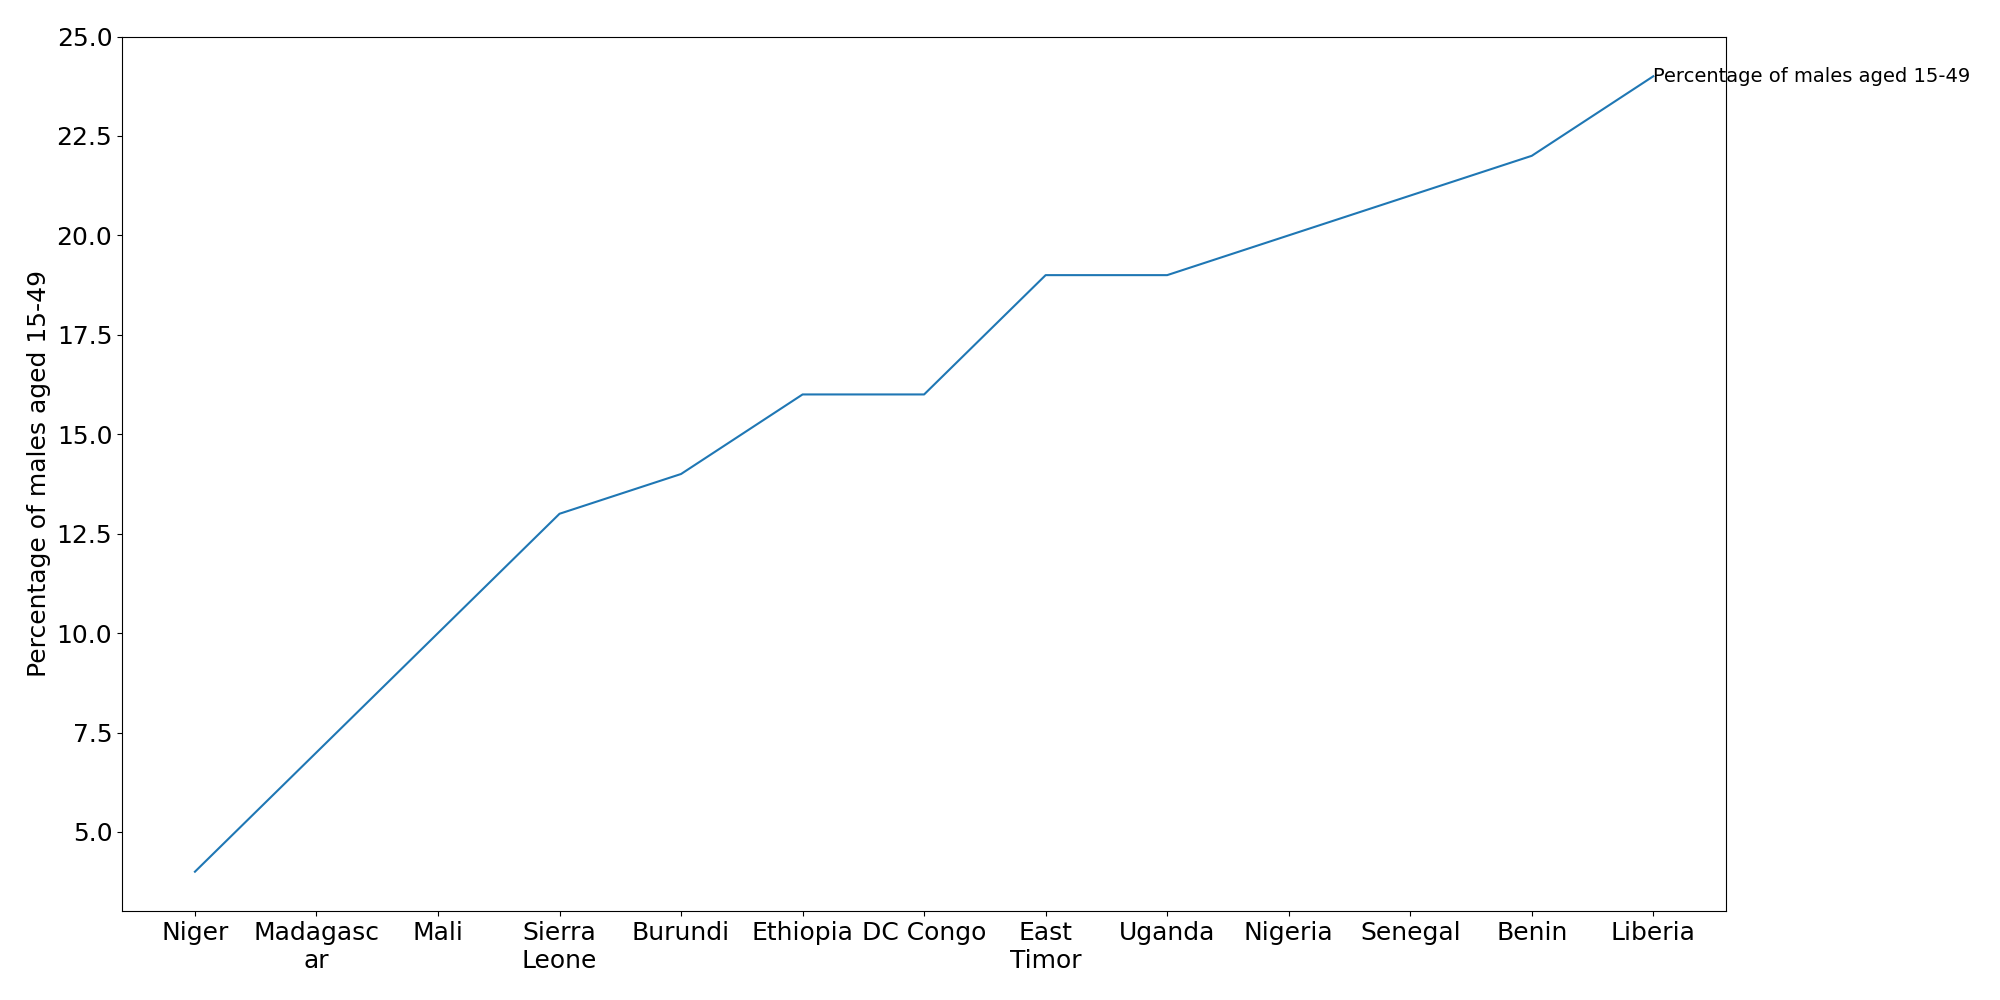 Percentage of males aged 15-49
25.0
22.5
20.0
17.5
15.0
12.5
10.0
7.5
5.0
Percentage of males aged 15-49
Niger
Madagasc
ar
Mali
Sierra
Leone
Burundi
Ethiopia
DC Congo
East
Timor
Uganda
Nigeria
Senegal
Benin
Liberia